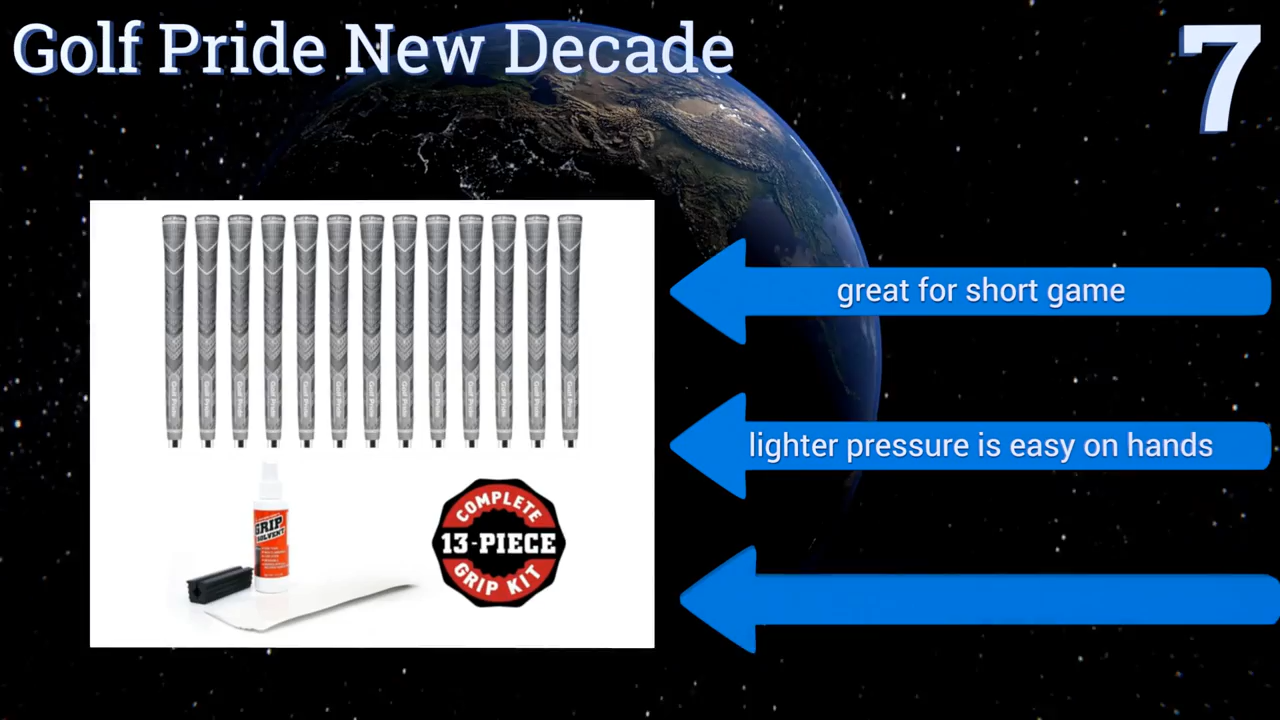 Golf Pride New Decade
7
great for short game
lighter pressure is easy on hands
GRIP
SOLVENT
COMPLETE
13-PIECE
GRIP KIT